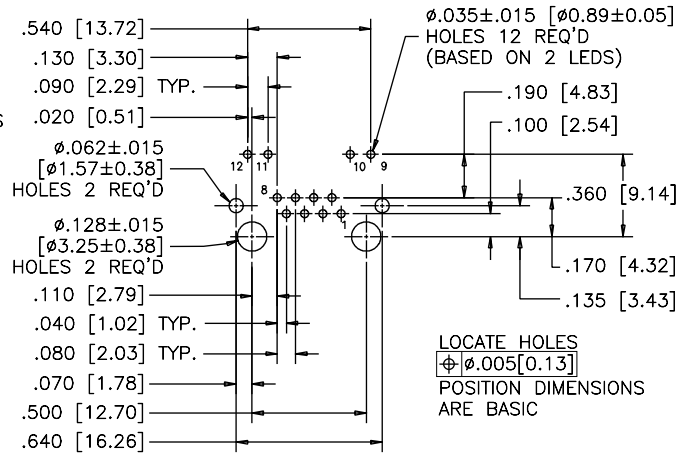 .540 [13.72]
.130 [3.30]
.090 [2.29] TYP.
S .020 [0.51]
ø.062±.015
[ø1.57±0.38]
HOLES 2 REQ'D
ø.128±.015
[ø3.25±0.38]
HOLES 2 REQ'D
.110 [2.79]
.040 [1.02] TYP.
.080 [2.03] TYP.
.070 [1.78]
.500 [12.70]
.640 [16.26]
12 11 10 9
8
1
ø.035±.015 [ø0.89±0.05]
HOLES 12 REQ'D
(BASED ON 2 LEDS)
.190 [4.83]
.100 [2.54]
.360 [9.14]
.170 [4.32]
.135 [3.43]
LOCATE HOLES
⌖ ø.005[0.13]
POSITION DIMENSIONS
ARE BASIC